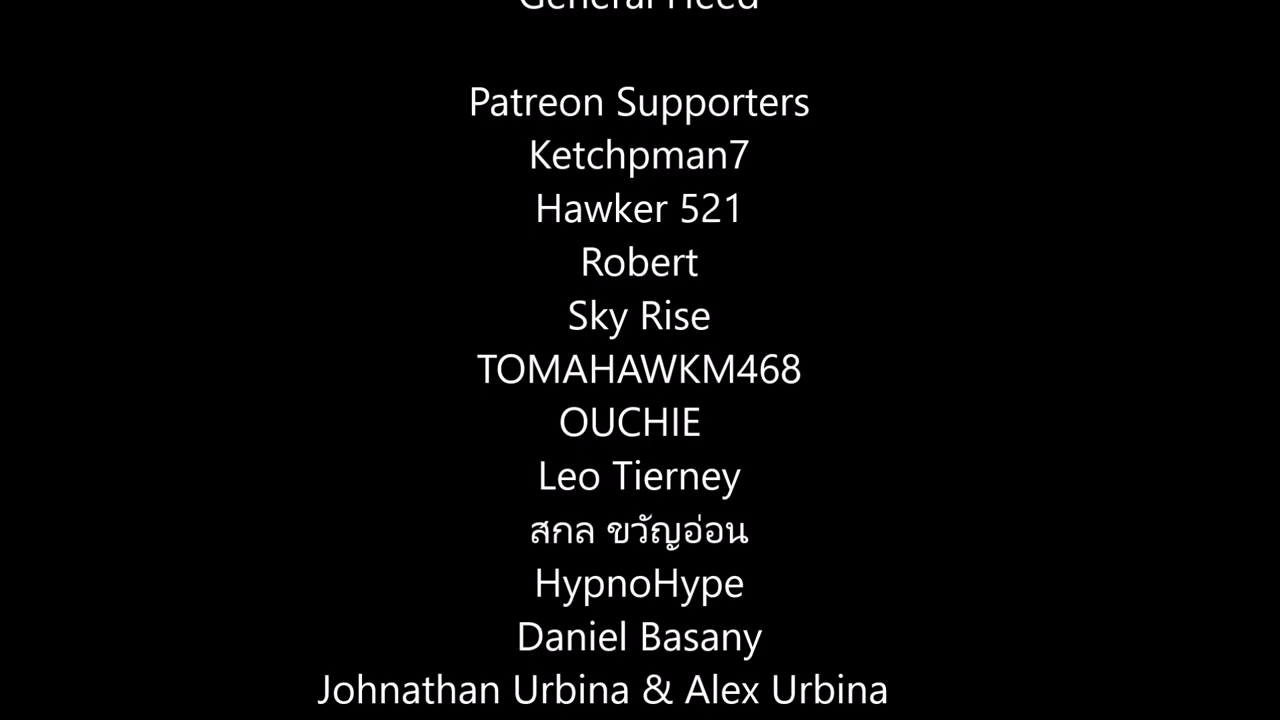 General
Patreon Supporters
Ketchpman7
Hawker 521
Robert
Sky Rise
TOMAHAWKM468
OUCHIE
Leo Tierney
สกล ขวัญอ่อน
HypnoHype
Daniel Basany
Johnathan Urbina & Alex Urbina